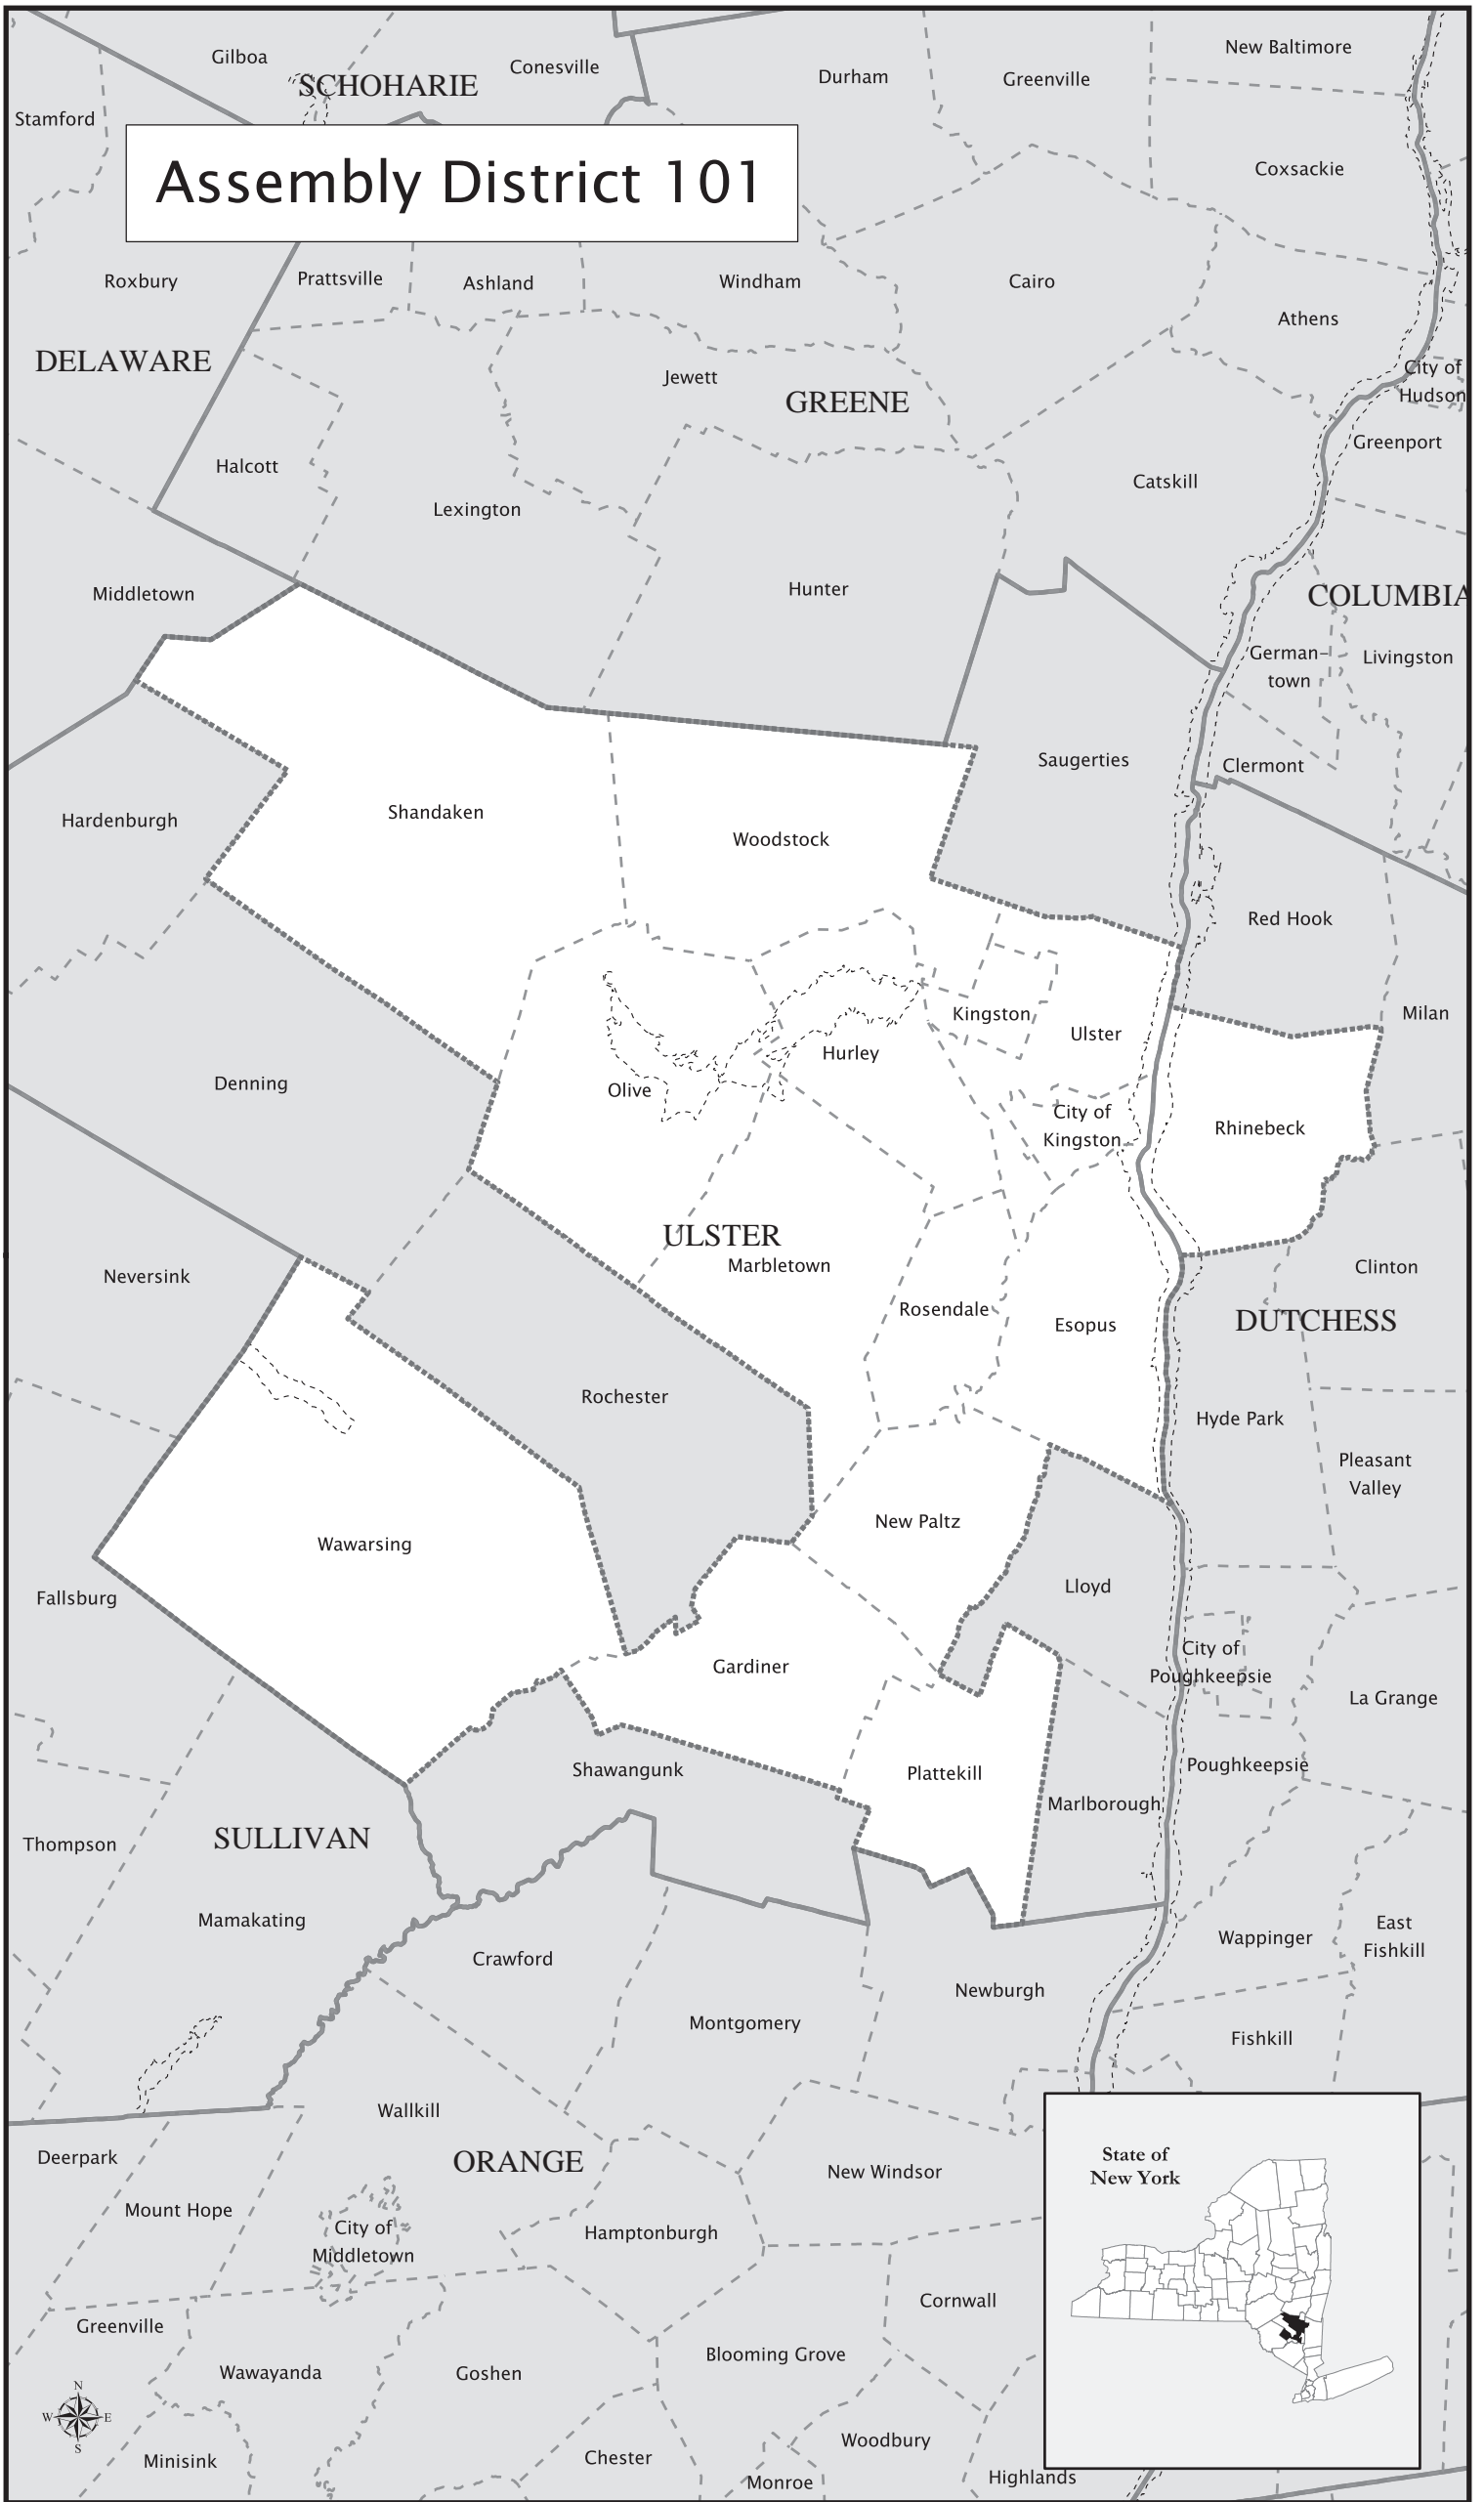 New Baltimore
Gilboa
Conesville
Durham
Greenville
SCHOHARIE
Stamford
Coxsackie
Assembly District 101
Roxbury
Prattsville
Ashland
Windham
Cairo
Athens
DELAWARE
City of
Hudson
Jewett
GREENE
Greenport
Halcott
Catskill
Lexington
Middletown
Hunter
COLUMBIA
German-
town
Livingston
Saugerties
Clermont
Hardenburgh
Shandaken
Woodstock
Red Hook
Kingston
Milan
Ulster
Hurley
Denning
Olive
City of
Kingston
Rhinebeck
ULSTER
Marbletown
Neversink
Clinton
Rosendale
Esopus
DUTCHESS
Rochester
Hyde Park
Pleasant
Valley
New Paltz
Wawarsing
Lloyd
Fallsburg
City of
Poughkeepsie
Gardiner
La Grange
Shawangunk
Plattekill
Poughkeepsie
Marlborough
SULLIVAN
Thompson
Mamakating
East
Fishkill
Wappinger
Crawford
Newburgh
Montgomery
Fishkill
Wallkill
Deerpark
ORANGE
New Windsor
State of
New York
Mount Hope
City of
Middletown
Hamptonburgh
Cornwall
Greenville
Blooming Grove
Wawayanda
Goshen
N
W
E
S
Woodbury
Minisink
Chester
Monroe
Highlands